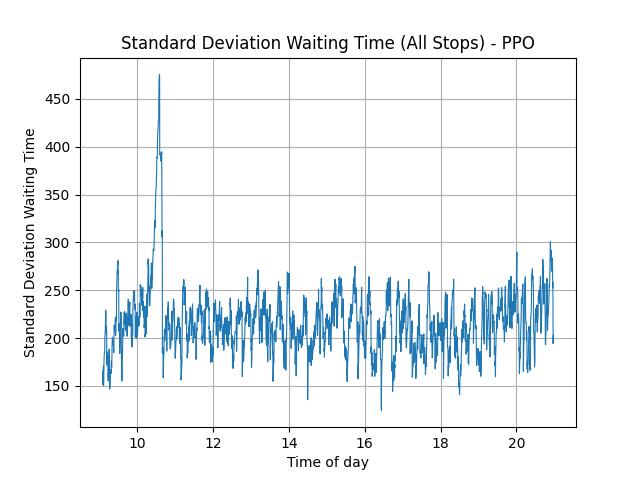 Standard Deviation Waiting Time (All Stops) - PPO
Standard Deviation Waiting Time
450
400
350
300
250
200
150
10 12 14 16 18 20
Time of day